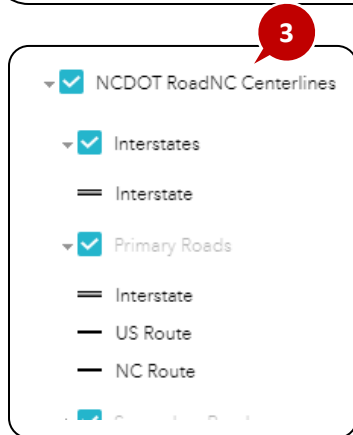 3
NCDOT RoadNC Centerlines
Interstates
Interstate
Primary Roads
Interstate
US Route
NC Route